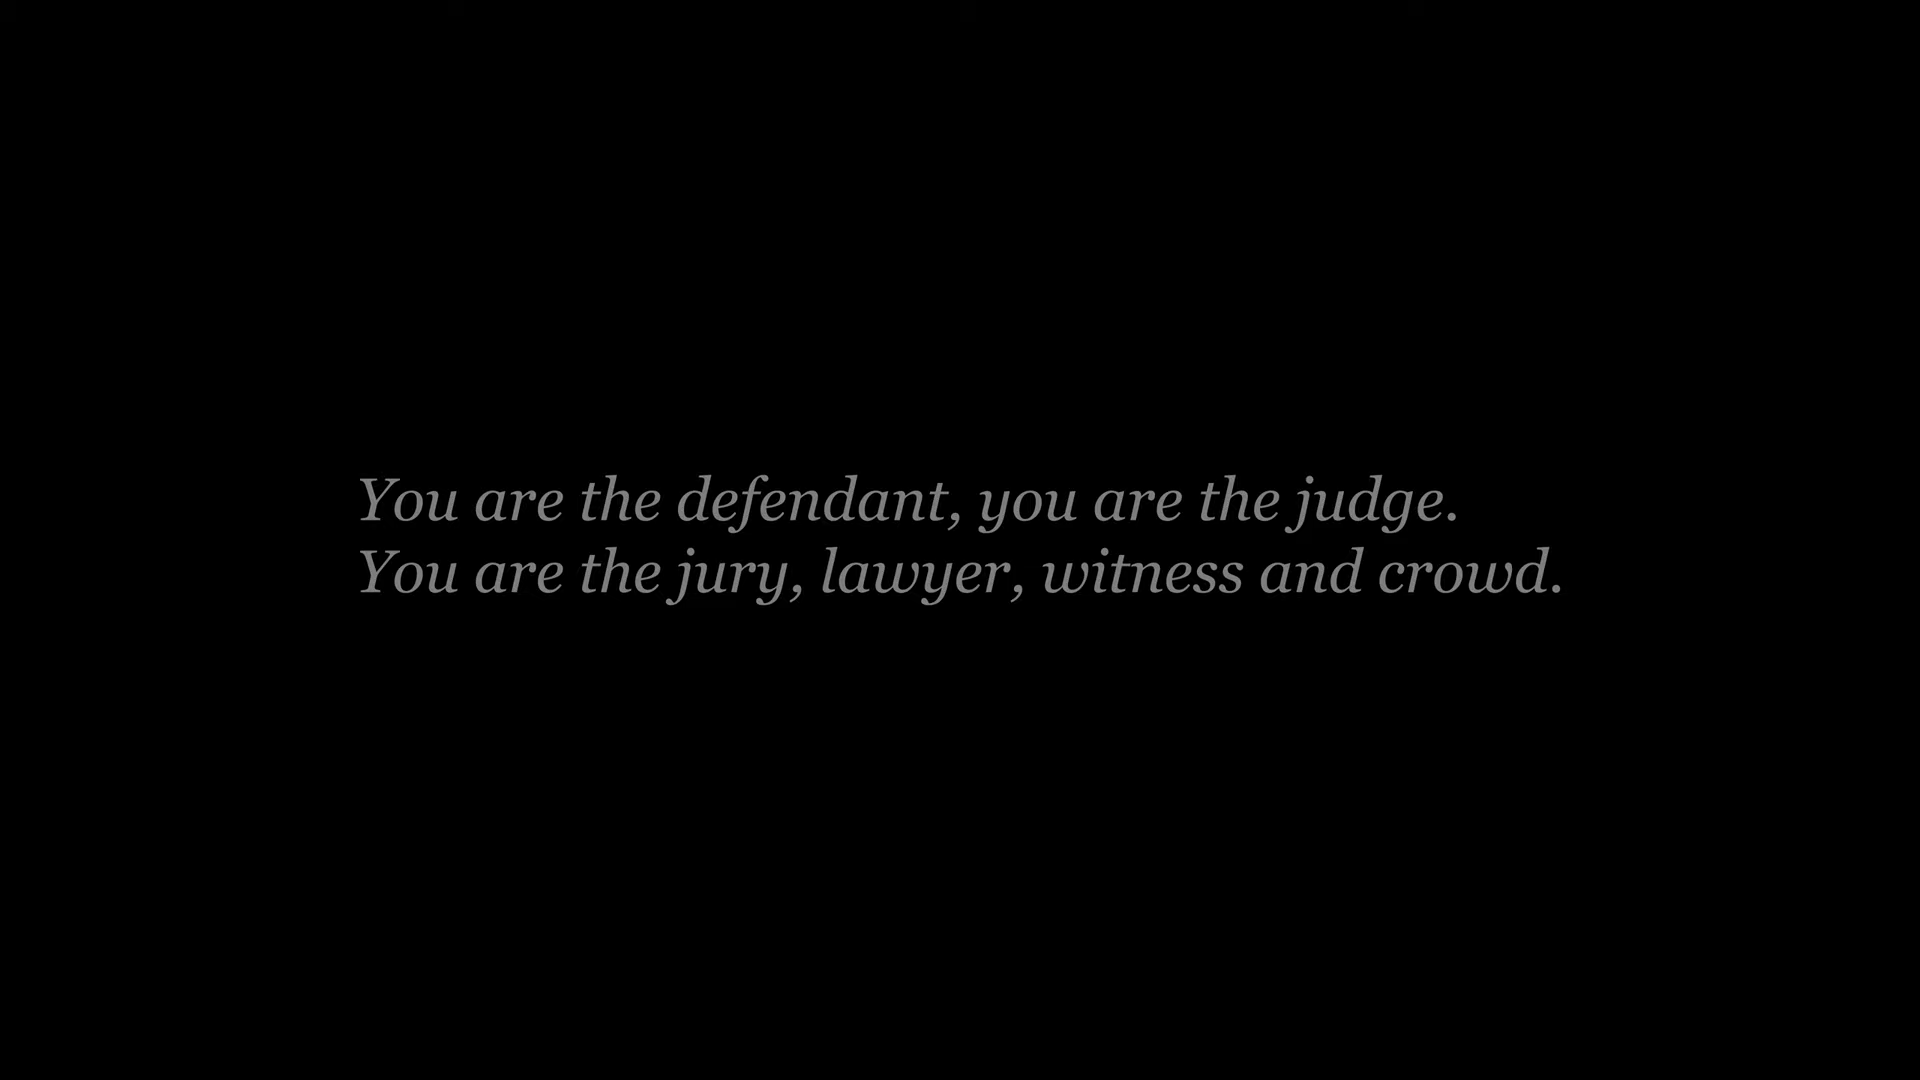 You are the defendant, you are the judge.
You are the jury, lawyer, witness and crowd.